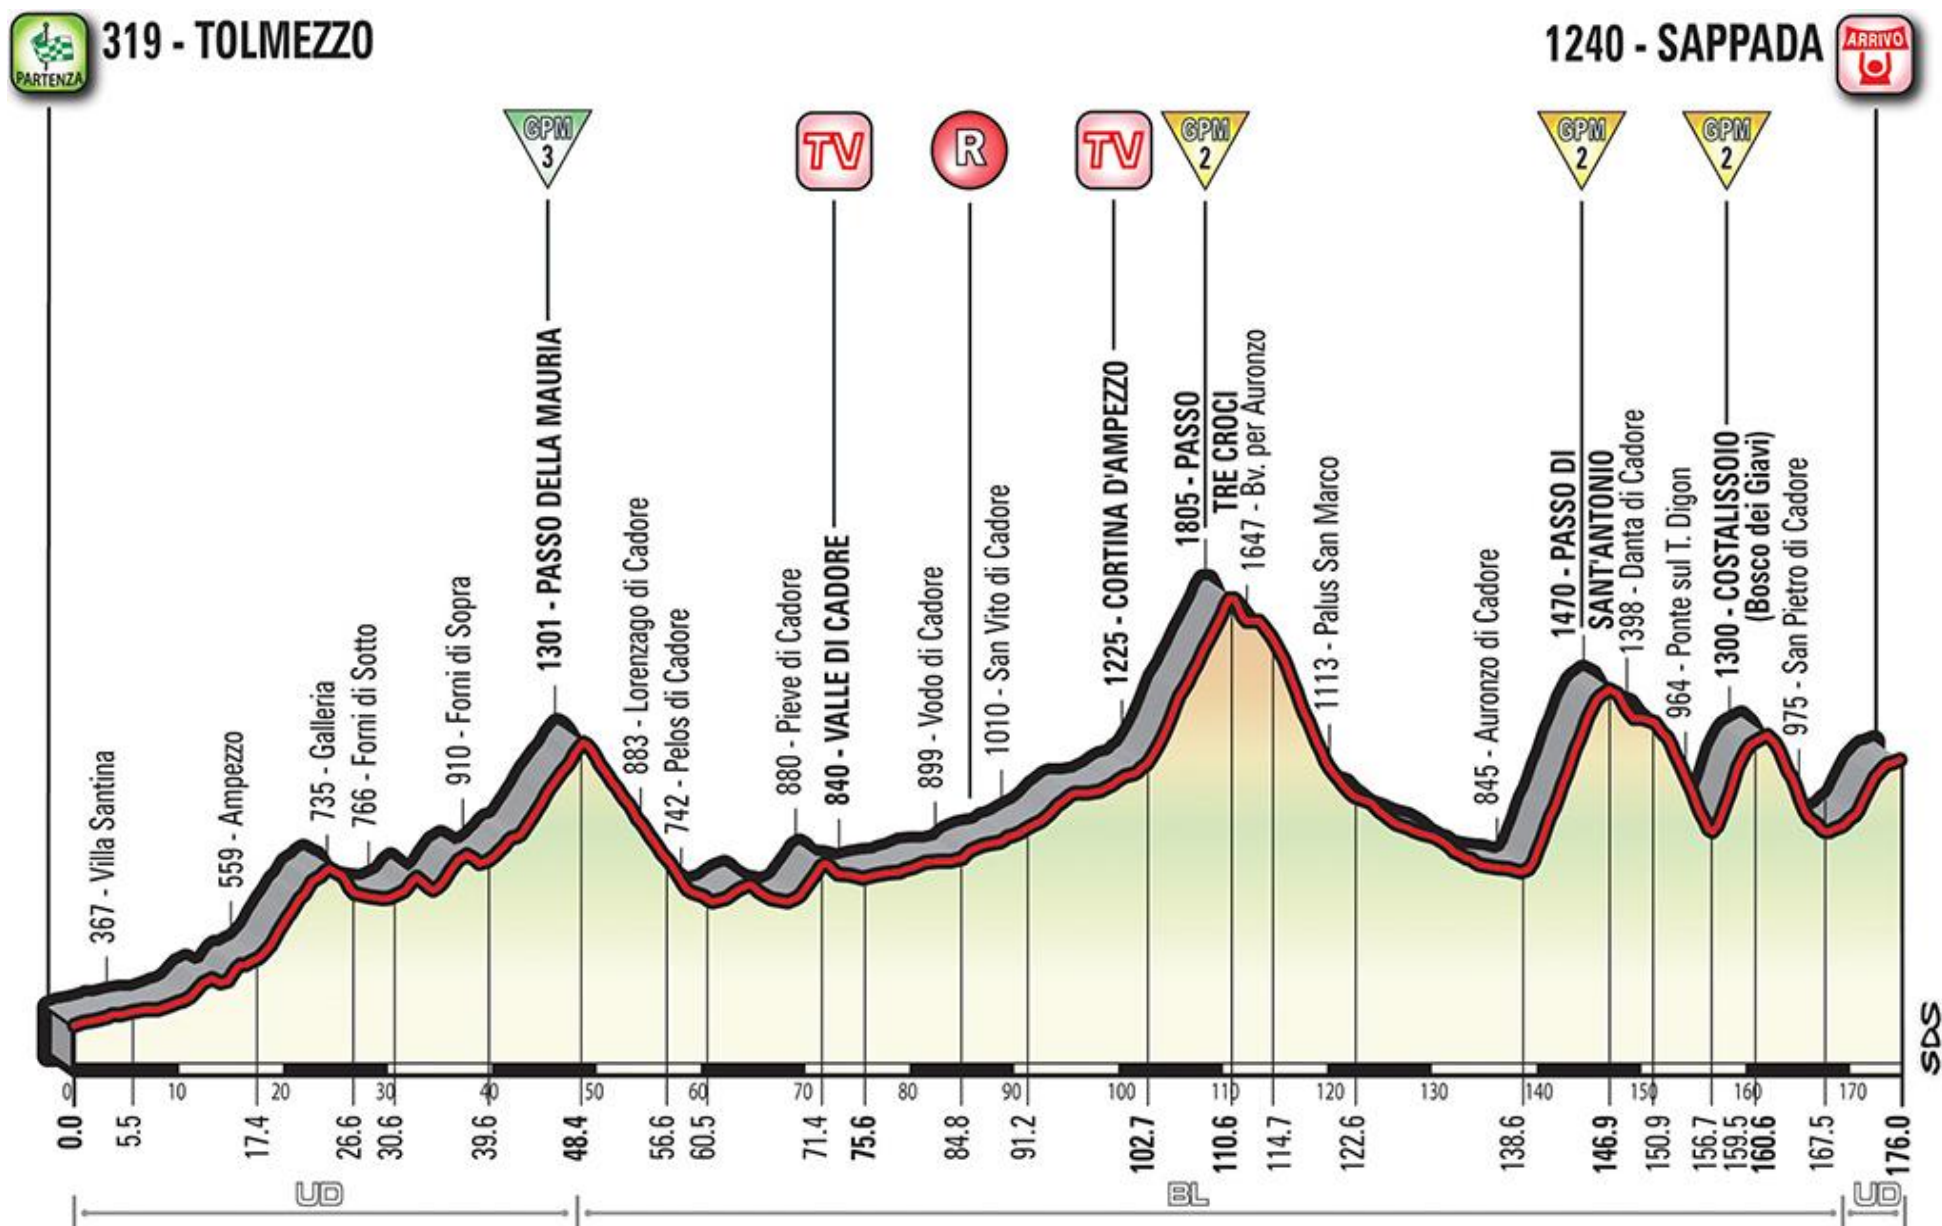 319 - TOLMEZZO
1240 - SAPPADA
PARTENZA
ARRIVO
GPM
3
TV
R
TV
GPM
2
GPM
2
GPM
2
367 - Villa Santina
559 - Ampezzo
735 - Galleria
766 - Forni di Sotto
910 - Forni di Sopra
1301 - PASSO DELLA MAURIA
883 - Lorenzago di Cadore
742 - Pelos di Cadore
880 - Pieve di Cadore
840 - VALLE DI CADORE
899 - Vodo di Cadore
1010 - San Vito di Cadore
1225 - CORTINA D'AMPEZZO
1805 - PASSO
TRE CROCI
1647 - Bv. per Auronzo
1113 - Palus San Marco
845 - Auronzo di Cadore
1470 - PASSO DI
SANT'ANTONIO
1398 - Danta di Cadore
964 - Ponte sul T. Digon
1300 - COSTALISSOIO
(Bosco dei Giavi)
975 - San Pietro di Cadore
SDS
0 10 20 30 40 50 60 70 80 90 100 110 120 130 140 150 160 170
0.0 5.5 17.4 26.6 30.6 39.6 48.4 56.6 60.5 71.4 75.6 84.8 91.2 102.7 110.6 114.7 122.6 138.6 146.9 150.9 156.7 159.5 160.6 167.5 176.0
UD BL UD